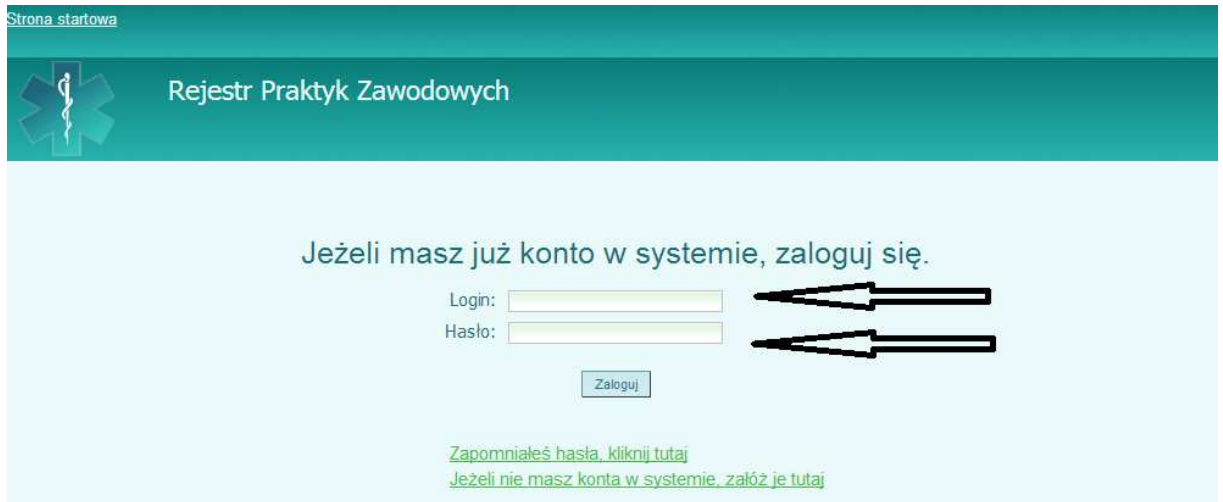 Strona startowa
Rejestr Praktyk Zawodowych
Jeżeli masz już konto w systemie, zaloguj się.
Login:
Hasło:
Zaloguj
Zapomniałeś hasła, kliknij tutaj
Jeżeli nie masz konta w systemie, załóż je tutaj